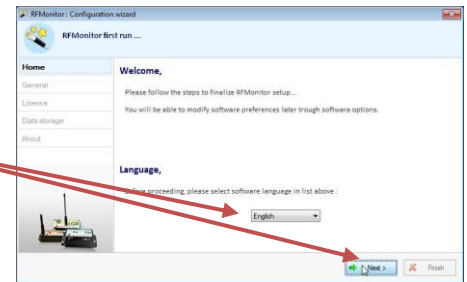 RFMonitor : Configuration wizard
RFMonitor first run ...
Home
General
Licence
Data storage
About
Welcome,
Please follow the steps to finalize RFMonitor setup...
You will be able to modify software preferences later trough software options.
Language,
Before proceeding, please select software language in list above :
English
Next >
Finish